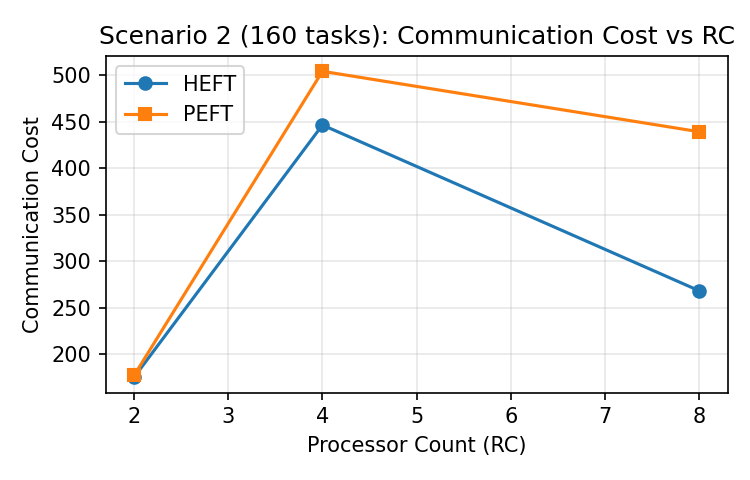 Scenario 2 (160 tasks): Communication Cost vs RC
HEFT
PEFT
Communication Cost
500
450
400
350
300
250
200
2 3 4 5 6 7 8
Processor Count (RC)